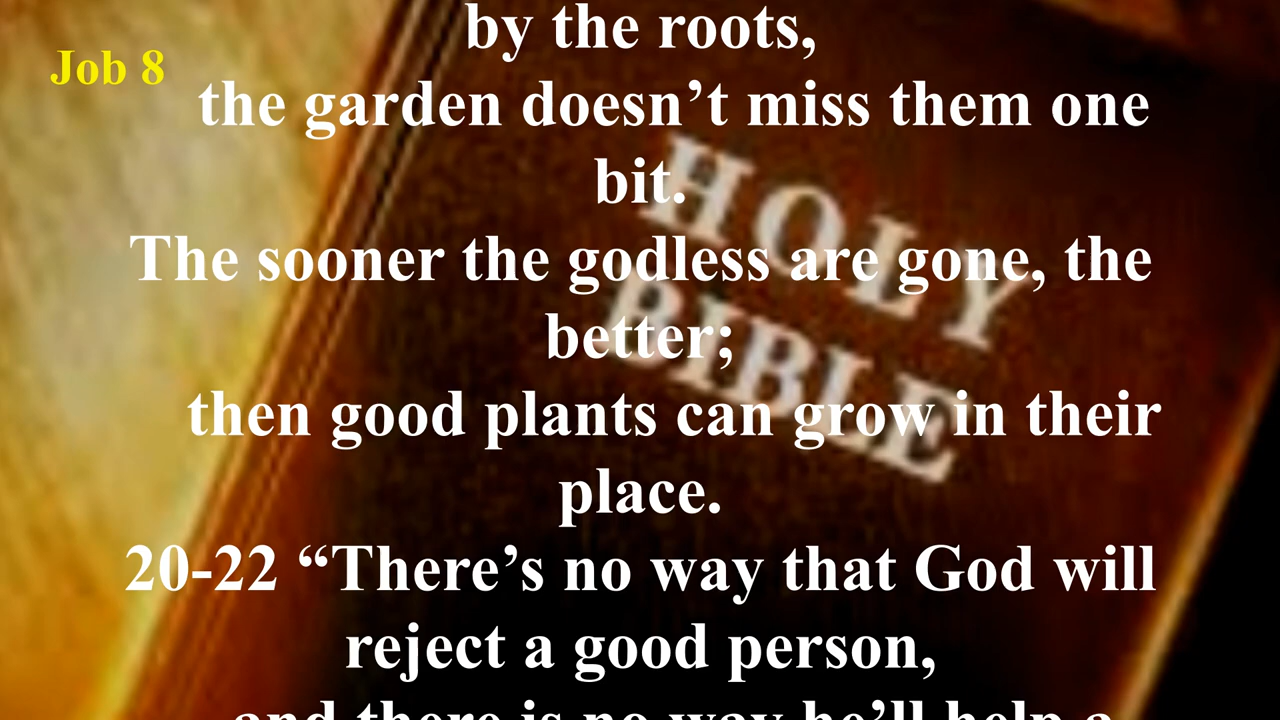 by the roots,
Job 8
the garden doesn’t miss them one
bit.
The sooner the godless are gone, the
better;
then good plants can grow in their
place.
20-22 “There’s no way that God will
reject a good person,
and there is no way he’ll help a
HOLY
BIBLE